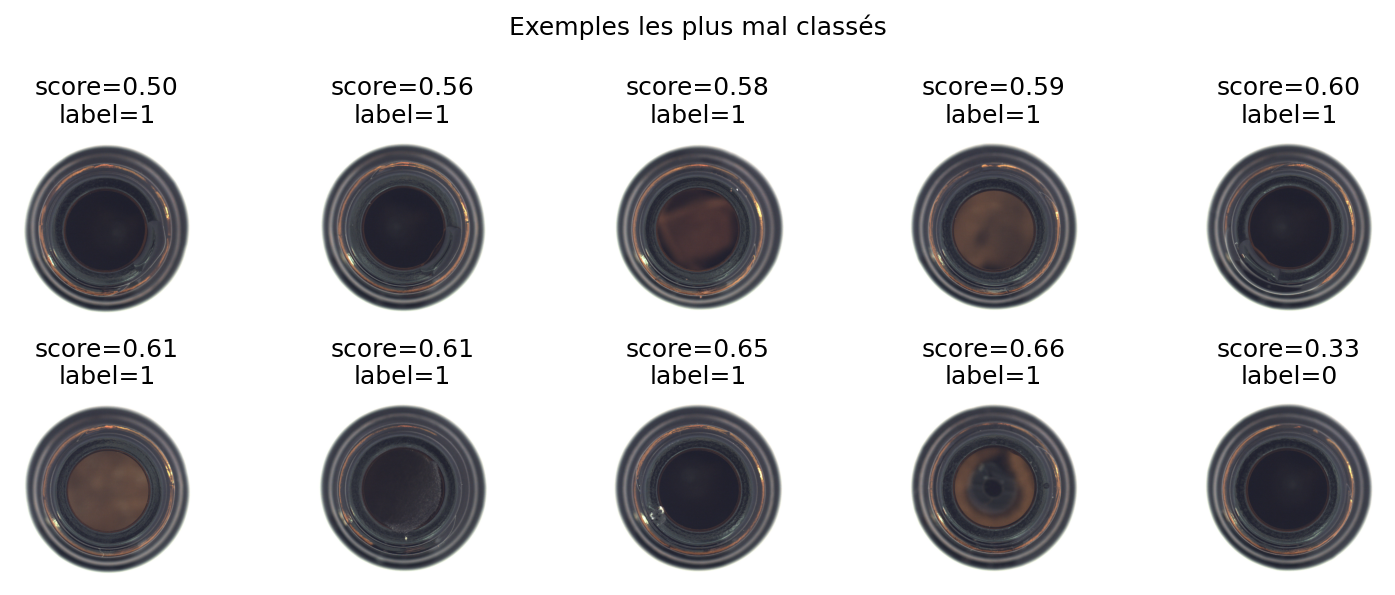 Exemples les plus mal classés
score=0.50
label=1
score=0.56
label=1
score=0.58
label=1
score=0.59
label=1
score=0.60
label=1
score=0.61
label=1
score=0.61
label=1
score=0.65
label=1
score=0.66
label=1
score=0.33
label=0